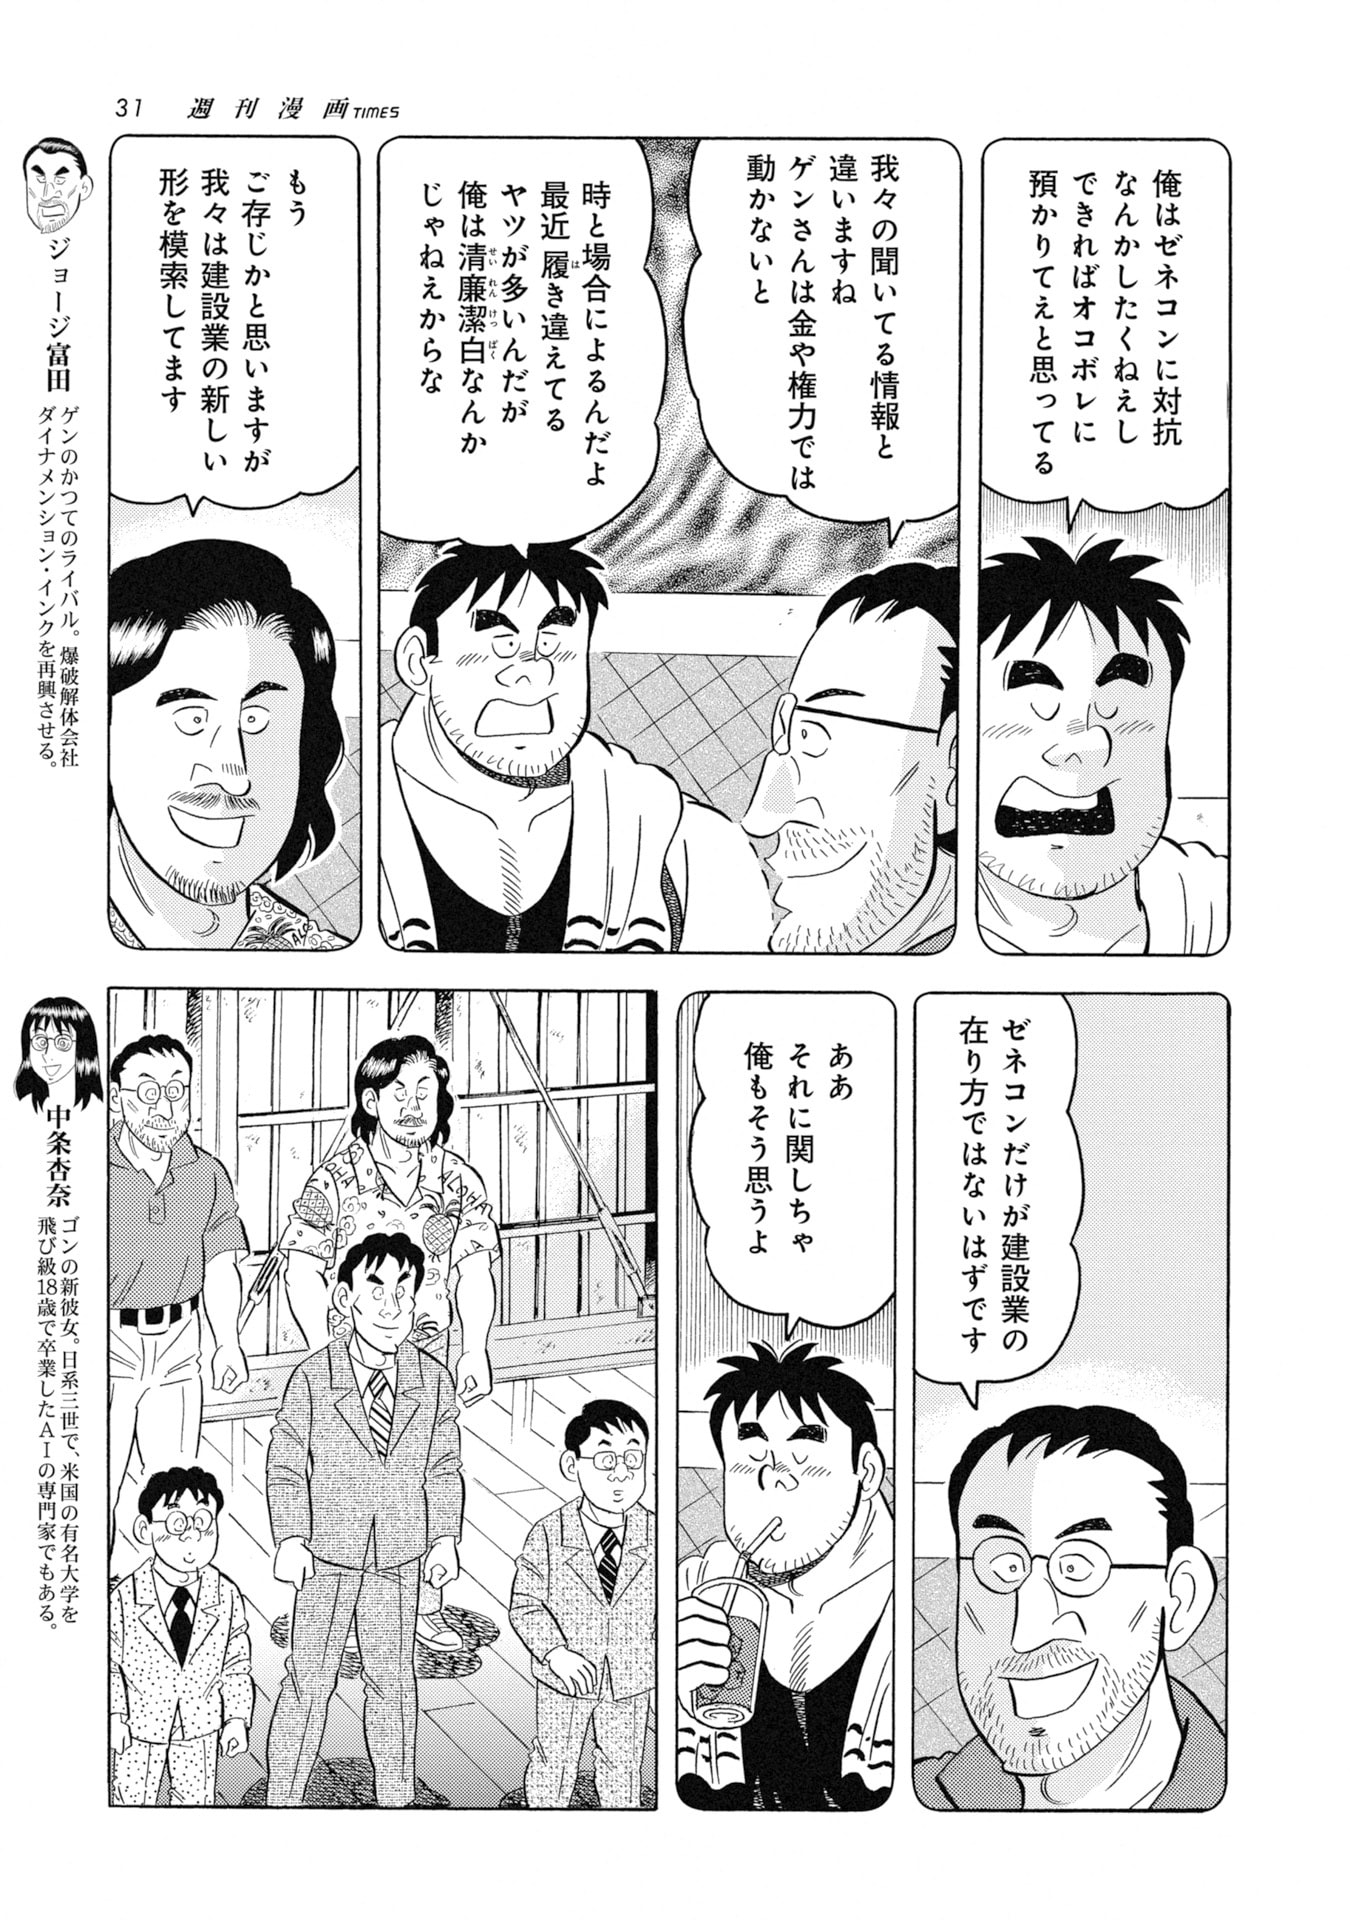 31 週刊漫画TIMES
俺はゼネコンに対抗
なんかしたくねえし
できればオコボレに
預かりてえと思ってる
我々の聞いてる情報と
違いますね
ゲンさんは金や権力では
動かないと
時と場合によるんだよ
最近履き違えてる
ヤツが多いんだが
俺は清廉潔白なんか
じゃねえからな
は
せいれんけっぱく
もう
ご存じかと思いますが
我々は建設業の新しい
形を模索してます
ALO
ゼネコンだけが建設業の
在り方ではないはずです
ああ
それに関しちゃ
俺もそう思うよ
ジョージ富田
ゲンのかつてのライバル。爆破解体会社
ダイナメンション・インクを再興させる。
中条杏奈
ゴンの新彼女。日系三世で、米国の有名大学を
飛び級18歳で卒業したAIの専門家でもある。